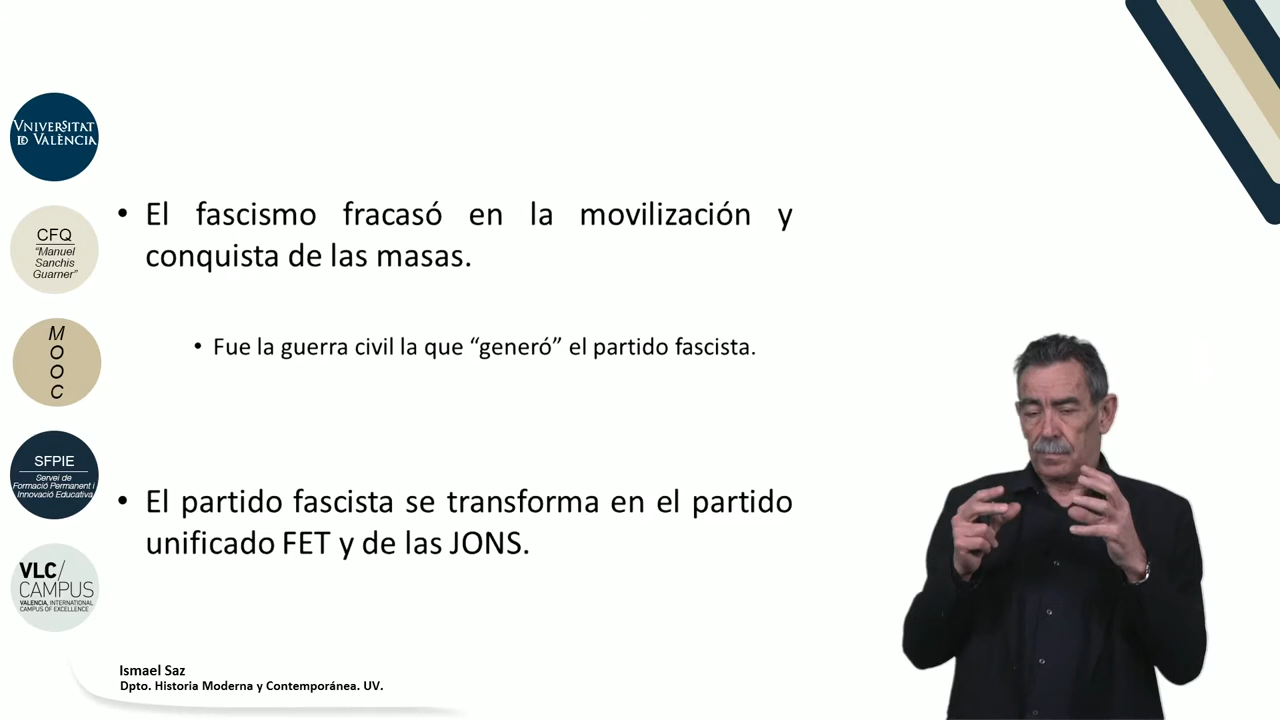 VNIVERSITAT
ID VALÈNCIA
CFQ
“Manuel
Sanchis
Guarner”
M
O
O
C
SFPIE
Servei de
Formació Permanent i
Innovació Educativa
VLC/
CAMPUS
VALENCIA, INTERNATIONAL
CAMPUS OF EXCELLENCE
• El fascismo fracasó en la movilización y
conquista de las masas.
• Fue la guerra civil la que “generó” el partido fascista.
• El partido fascista se transforma en el partido
unificado FET y de las JONS.
Ismael Saz
Dpto. Historia Moderna y Contemporánea. UV.